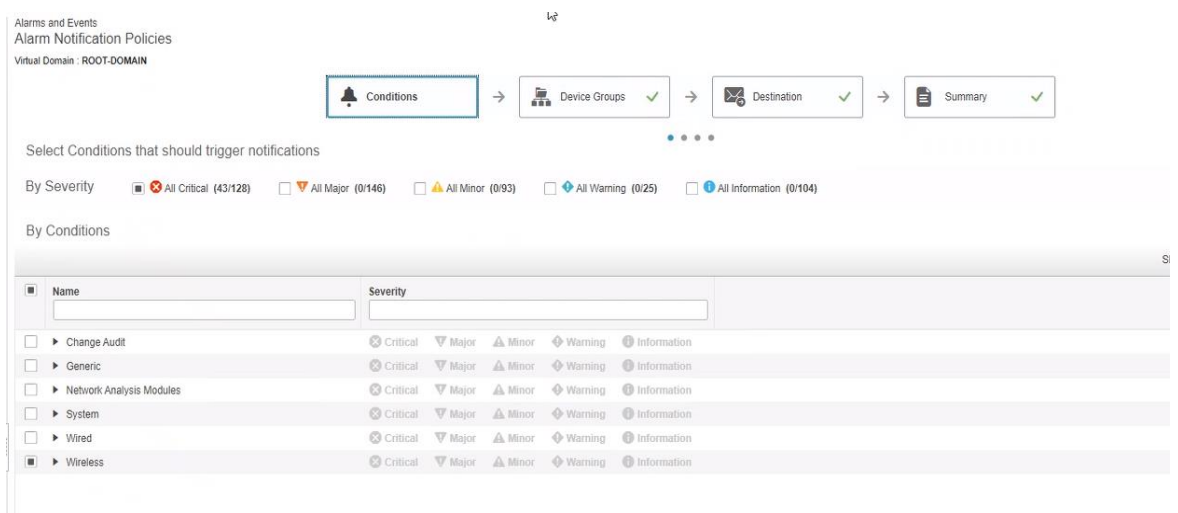 Alarms and Events
Alarm Notification Policies
Virtual Domain : ROOT-DOMAIN
Conditions Device Groups Destination Summary
Select Conditions that should trigger notifications
By Severity All Critical (43/128) All Major (0/146) All Minor (0/93) All Warning (0/25) All Information (0/104)
By Conditions
Name Severity
Change Audit Critical Major Minor Warning Information
Generic Critical Major Minor Warning Information
Network Analysis Modules Critical Major Minor Warning Information
System Critical Major Minor Warning Information
Wired Critical Major Minor Warning Information
Wireless Critical Major Minor Warning Information